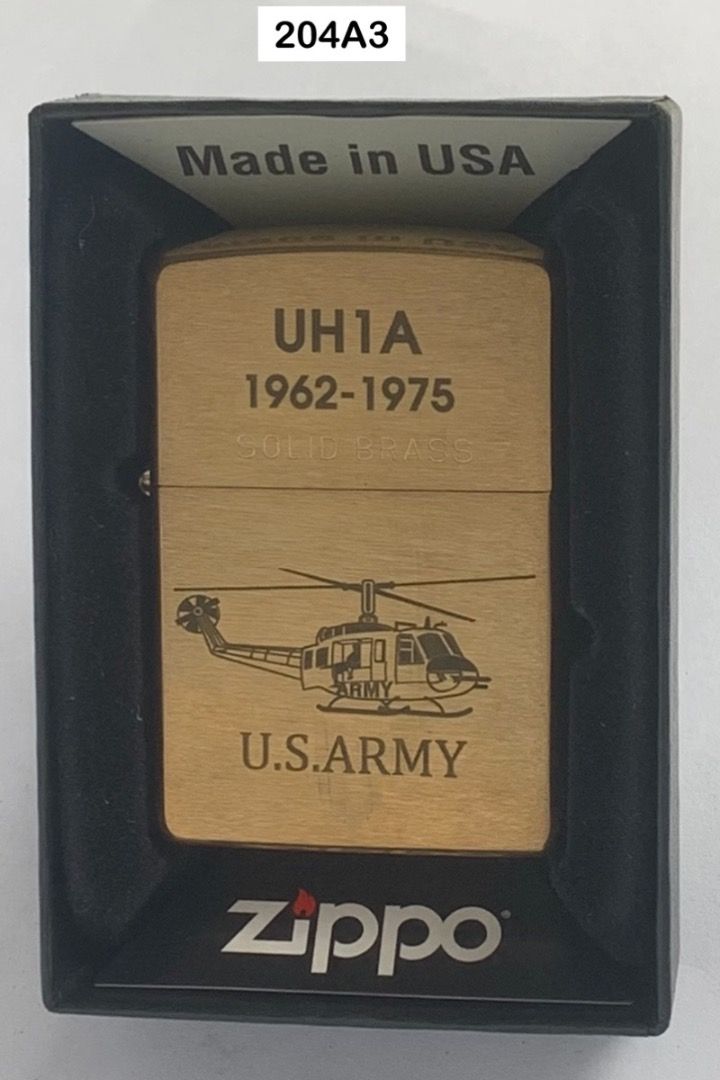 204A3
Made in USA
UH1A
1962-1975
SOLID BRASS
ARMY
U.S.ARMY
zippo